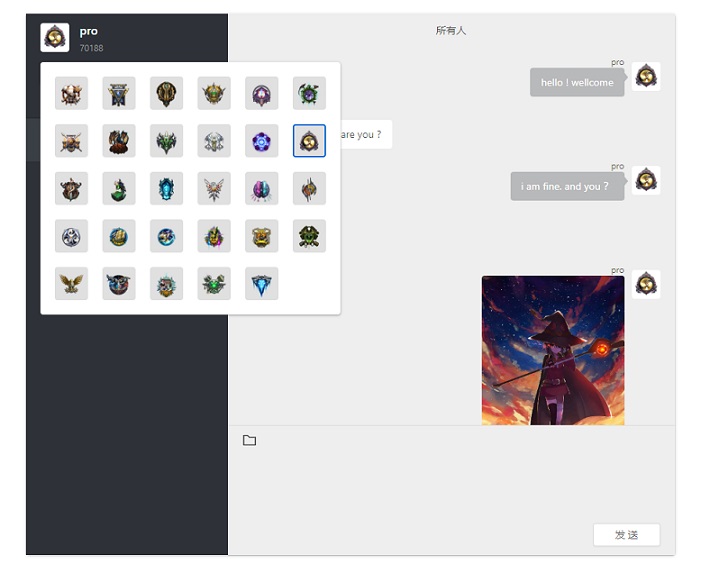 pro
70188
所有人
pro
hello ! wellcome
are you ?
pro
i am fine. and you ?
pro
发 送